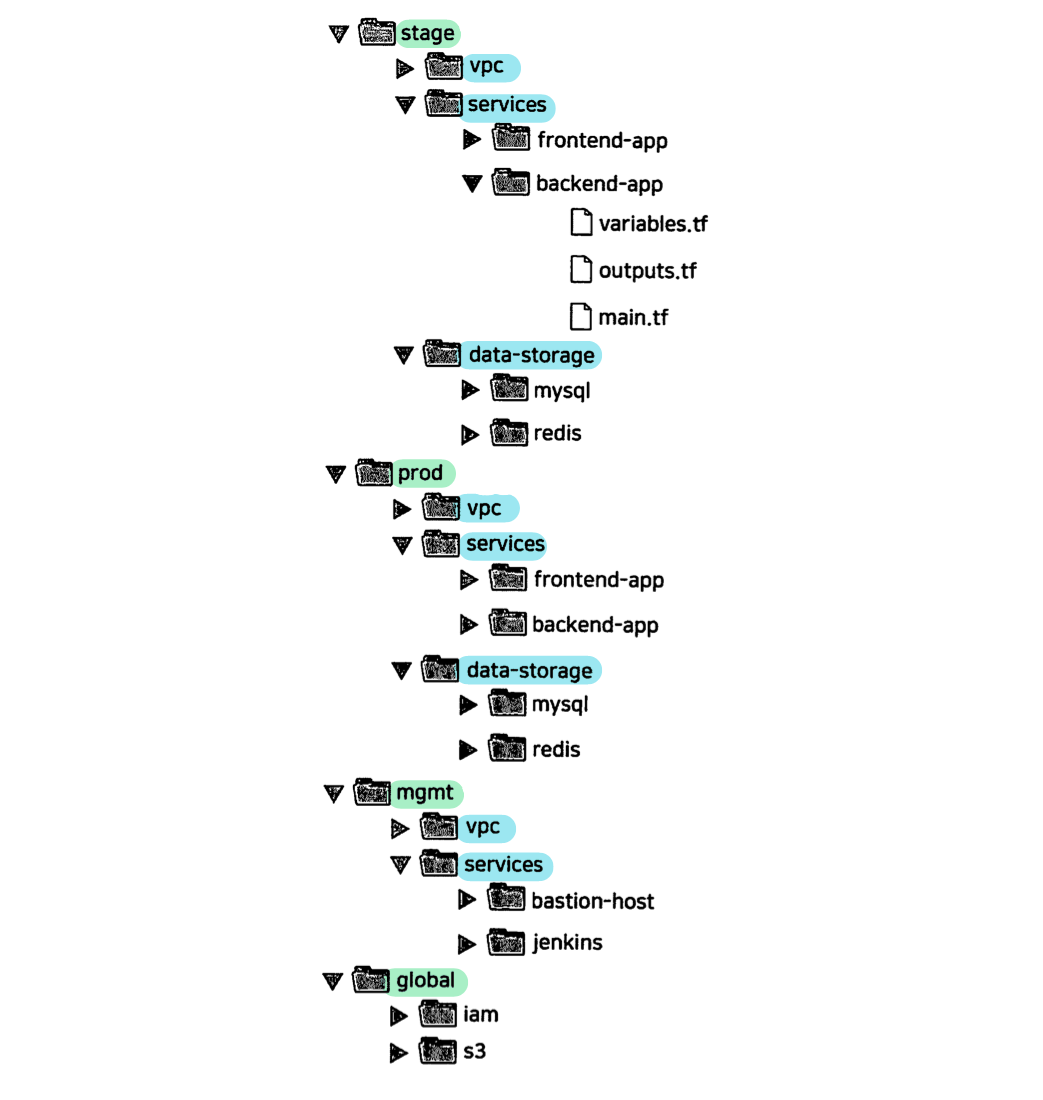 stage
vpc
services
frontend-app
backend-app
variables.tf
outputs.tf
main.tf
data-storage
mysql
redis
prod
vpc
services
frontend-app
backend-app
data-storage
mysql
redis
mgmt
vpc
services
bastion-host
jenkins
global
iam
s3